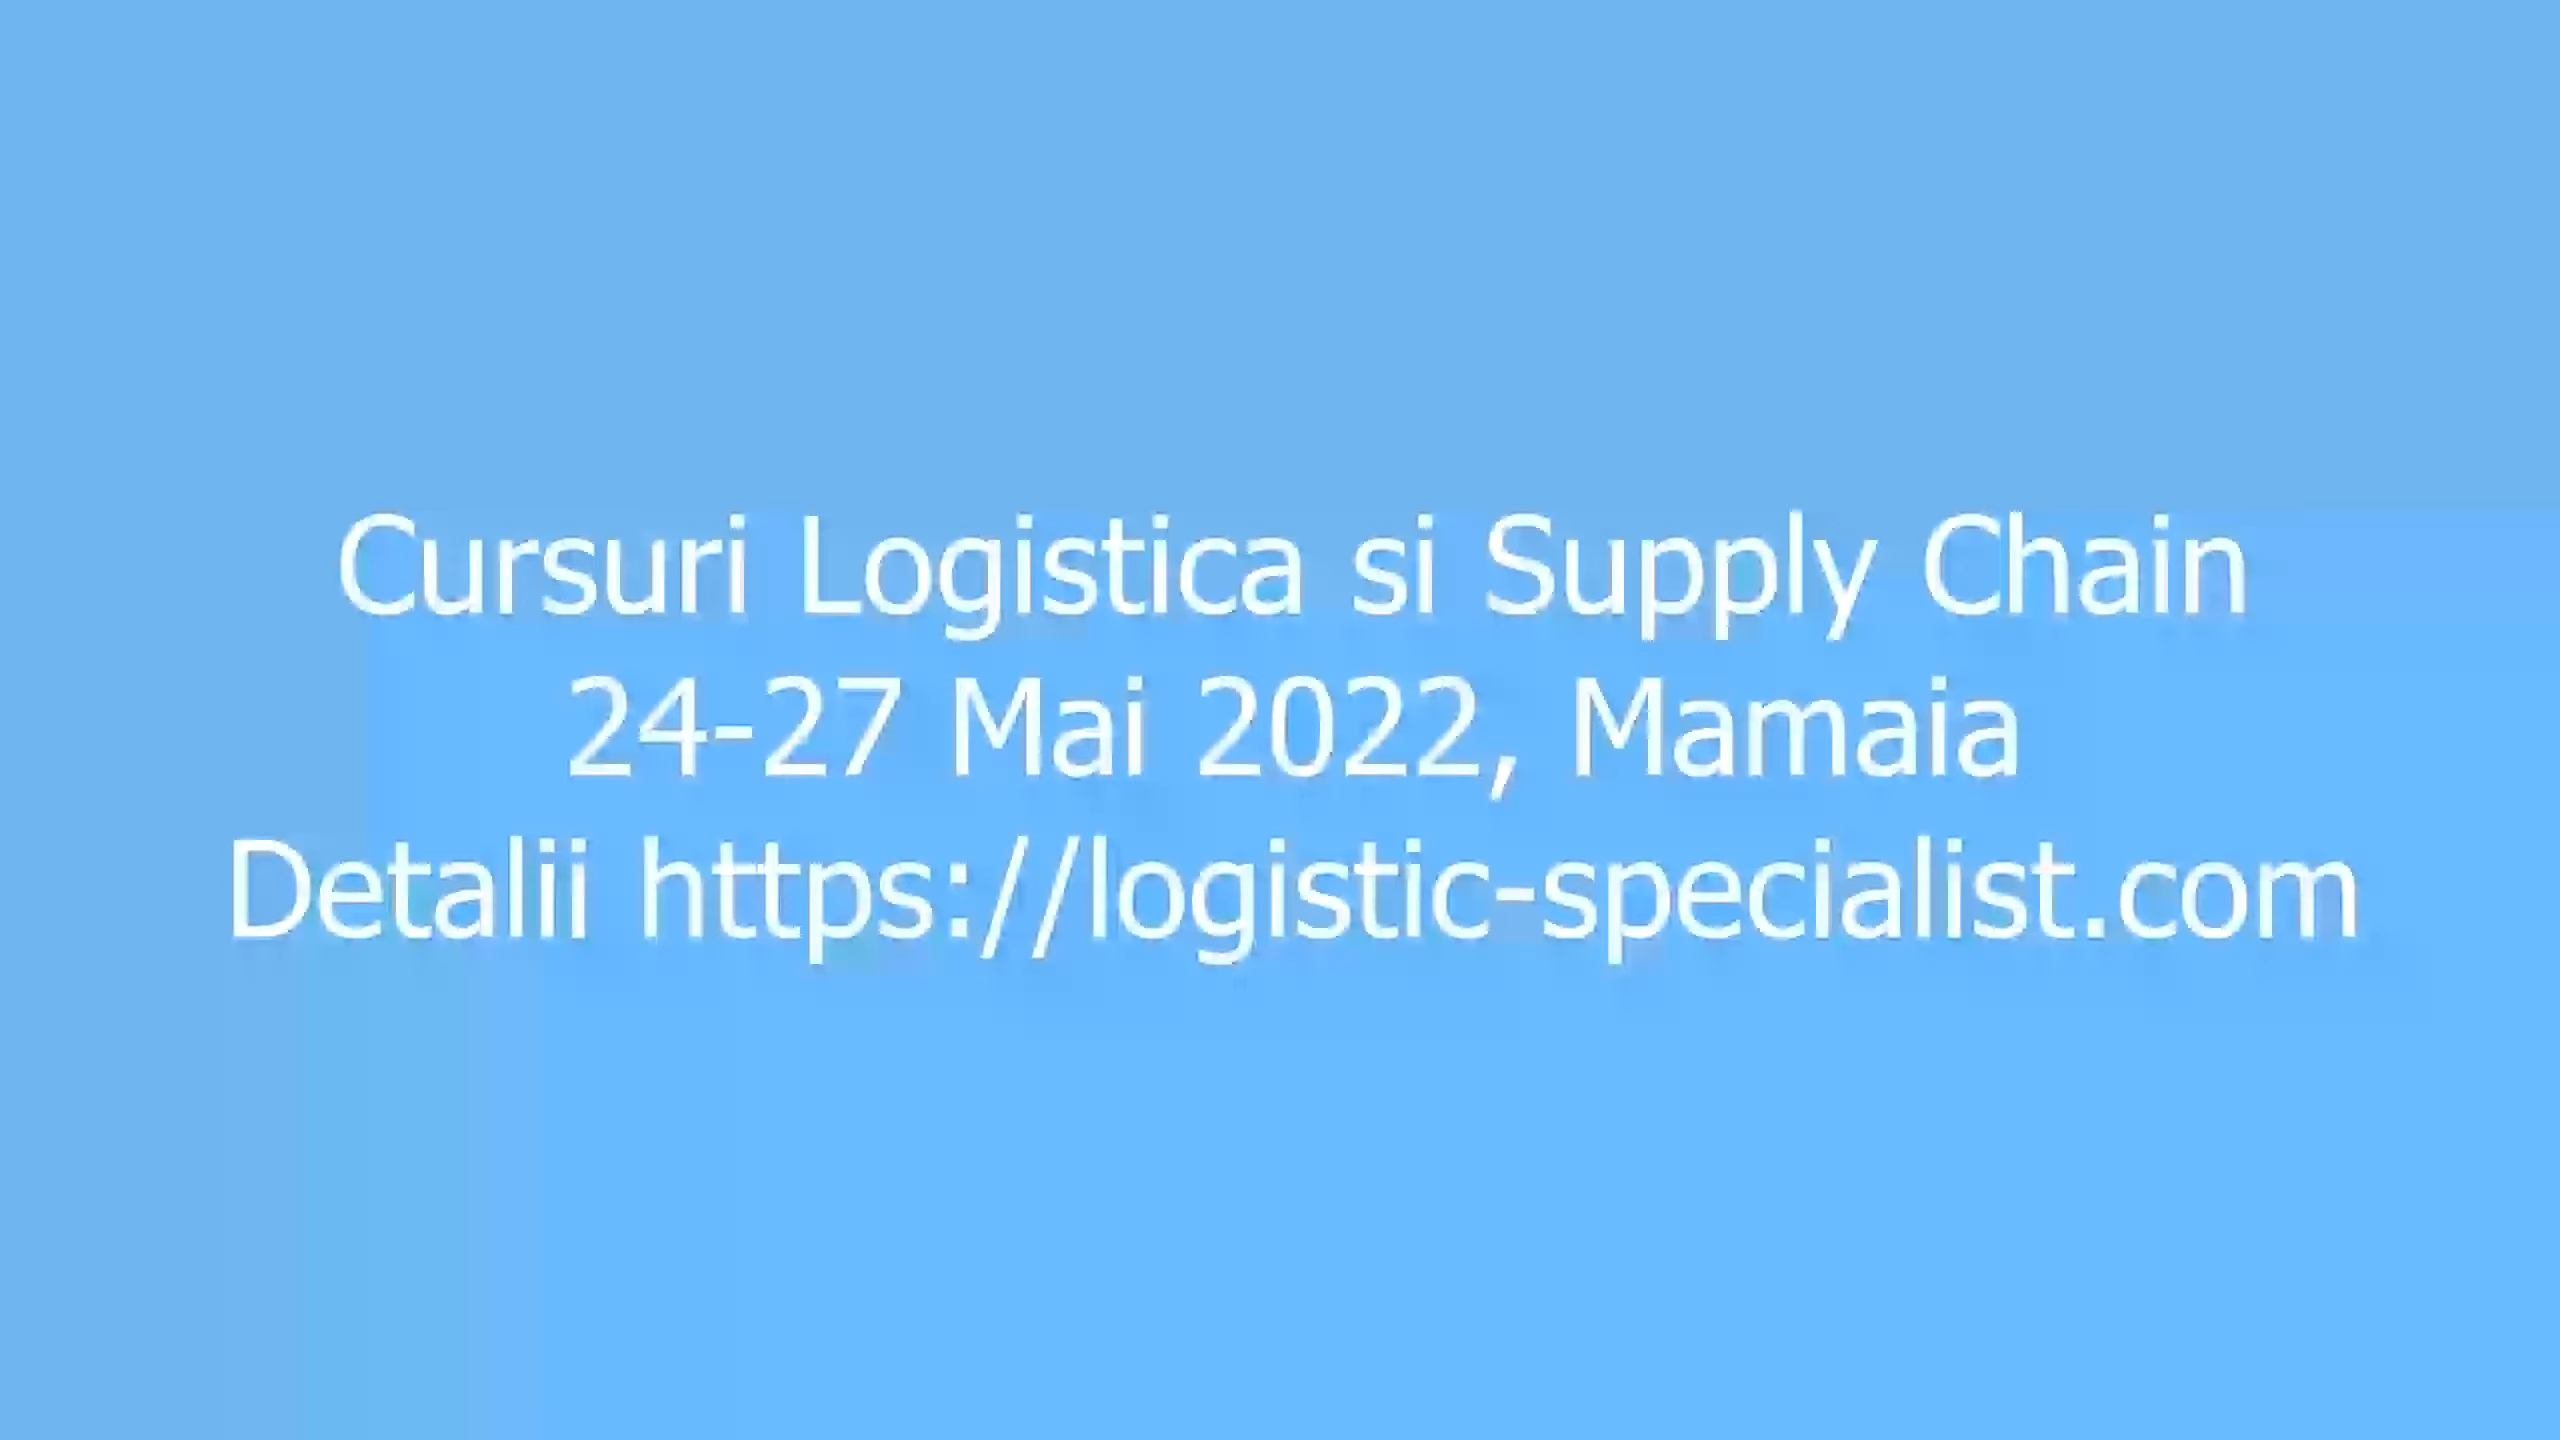 Cursuri Logistica si Supply Chain
24-27 Mai 2022, Mamaia
Detalii https://logistic-specialist.com